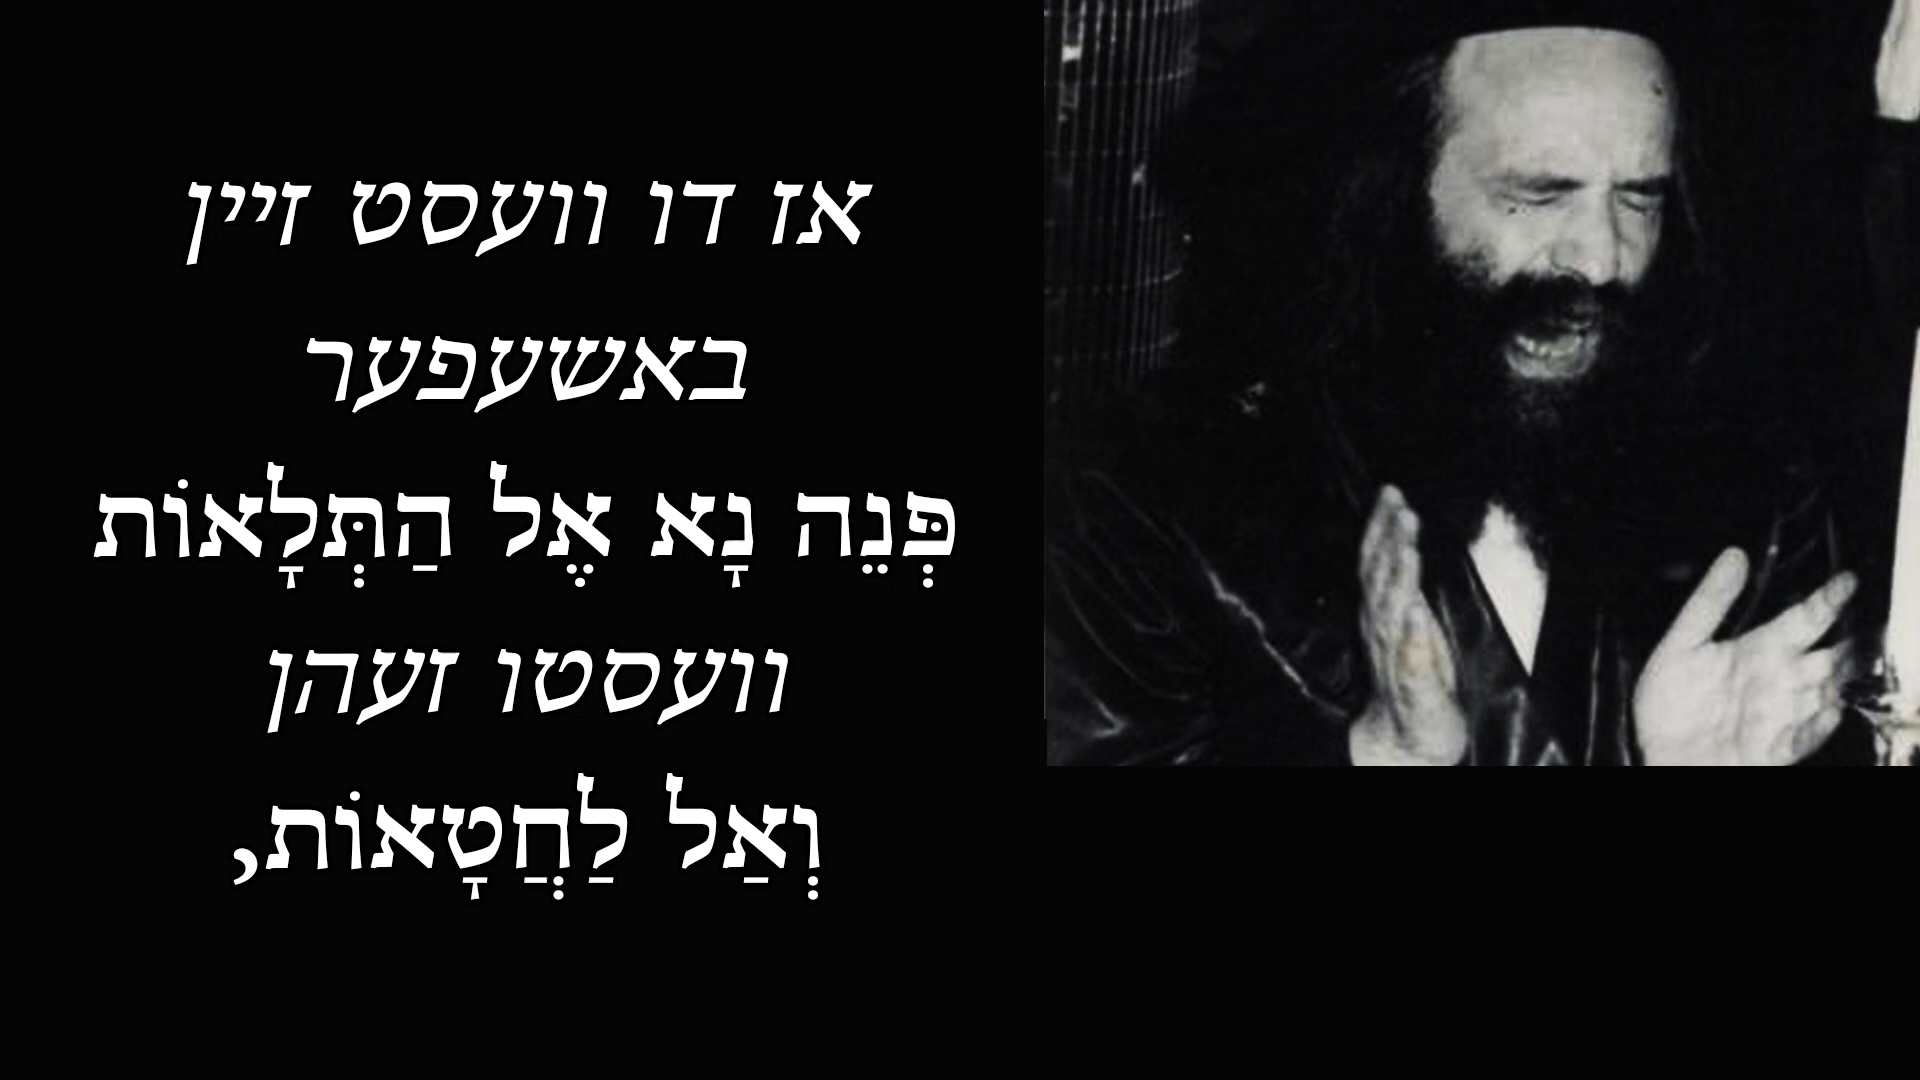 אז דו וועסט זיין
באשעפער
פְּנֵה נָא אֶל הַתְּלָאוֹת
וועסטו זעהן
וְאַל לַחֲטָאוֹת,